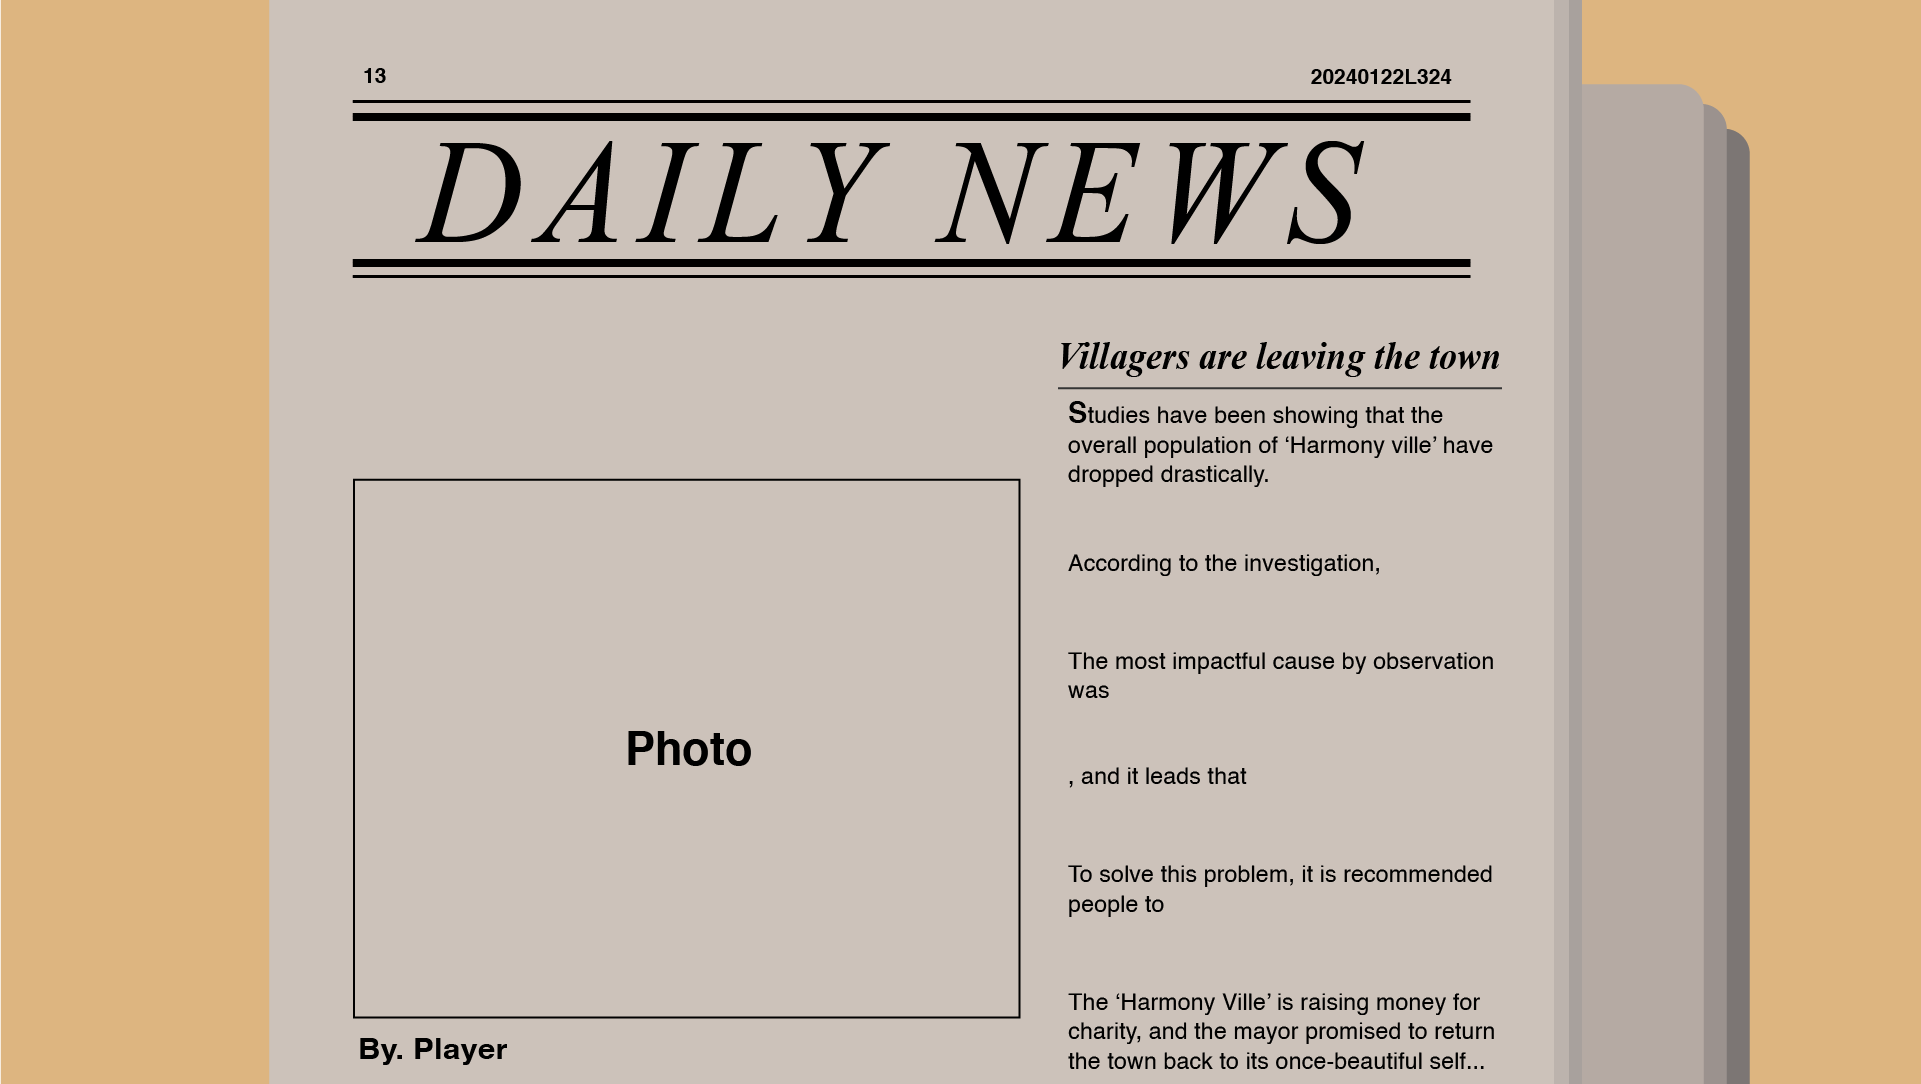 13
20240122L324
DAILY NEWS
Villagers are leaving the town
Studies have been showing that the
overall population of ‘Harmony ville’ have
dropped drastically.
According to the investigation,
The most impactful cause by observation
was
, and it leads that
To solve this problem, it is recommended
people to
The ‘Harmony Ville’ is raising money for
charity, and the mayor promised to return
the town back to its once-beautiful self...
Photo
By. Player